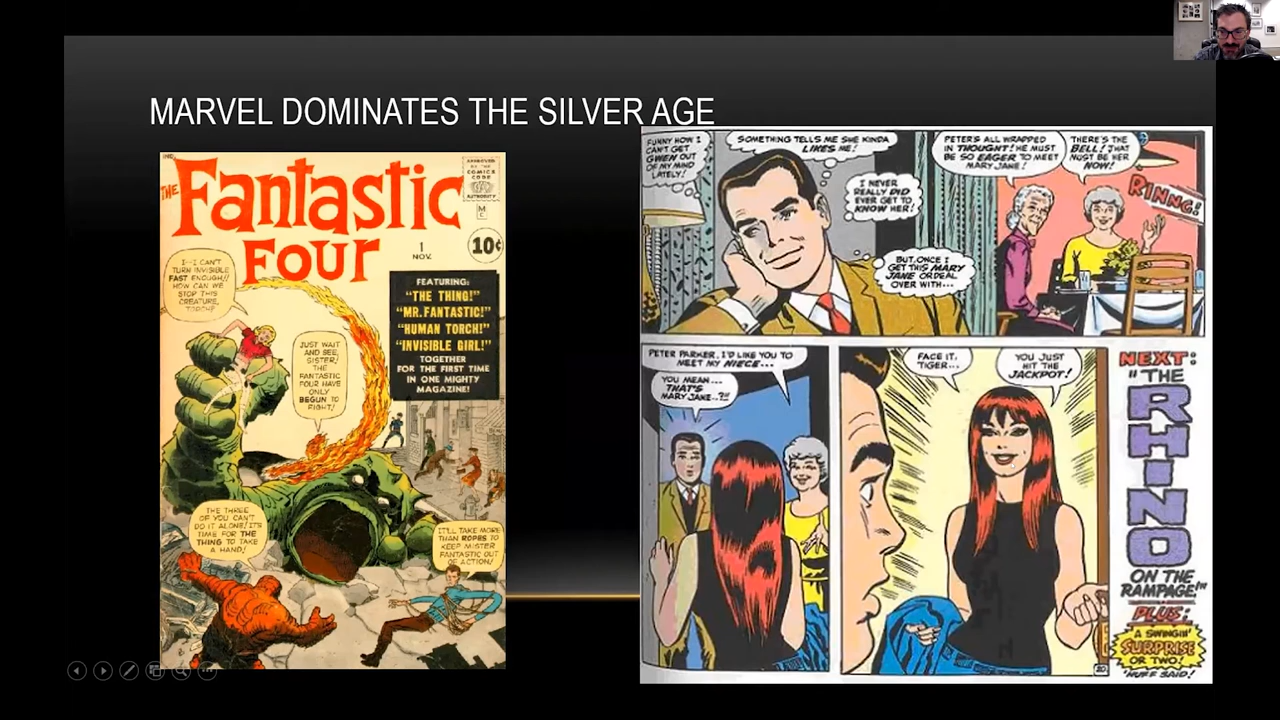 MARVEL DOMINATES THE SILVER AGE
THE
Fantastic
FOUR
APPROVED
BY THE
COMICS
CODE
AUTHORITY
M
C
1
NOV.
10¢
I--I CAN'T
TURN INVISIBLE
FAST ENOUGH!!
HOW CAN WE
STOP THIS
CREATURE,
TORCH?
JUST WAIT
AND SEE,
SISTER!
THE
FANTASTIC
FOUR HAVE
ONLY
BEGUN TO
FIGHT!
FEATURING:
"THE THING!"
"MR. FANTASTIC!"
"HUMAN TORCH!"
"INVISIBLE GIRL!"
TOGETHER
FOR THE FIRST TIME
IN ONE MIGHTY
MAGAZINE!
THE THREE
OF YOU CAN'T
DO IT ALONE! IT'S
TIME FOR THE
THING TO TAKE
A HAND!
IT'LL TAKE MORE
THAN ROPES TO
KEEP MISTER
FANTASTIC OUT
OF ACTION!
FUNNY HOW I
CAN'T GET
GWEN OUT
OF MY MIND
LATELY!
SOMETHING TELLS ME SHE KINDA
LIKES ME!
I NEVER
REALLY DID
EVER GET TO
KNOW HER!
BUT, ONCE I
GET THIS MARY
JANE ORDEAL
OVER WITH...
PETER'S ALL WRAPPED
IN THOUGHT! HE MUST
BE SO EAGER TO MEET
MARY JANE!
THERE'S THE
BELL! THAT
MUST BE HER
NOW!
RINNG!
PETER PARKER, I'D LIKE YOU TO
MEET MY NIECE...
YOU MEAN...
THAT'S
MARY JANE..?!!
FACE IT,
TIGER...
YOU JUST
HIT THE
JACKPOT!
NEXT:
"THE
RHINO
ON THE
RAMPAGE!"
PLUS:
A SWINGIN'
SURPRISE
OR TWO!
'NUFF SAID!
20